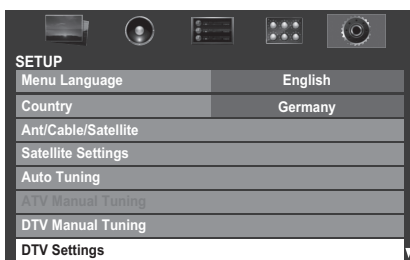 SETUP
Menu Language English
Country Germany
Ant/Cable/Satellite
Satellite Settings
Auto Tuning
ATV Manual Tuning
DTV Manual Tuning
DTV Settings